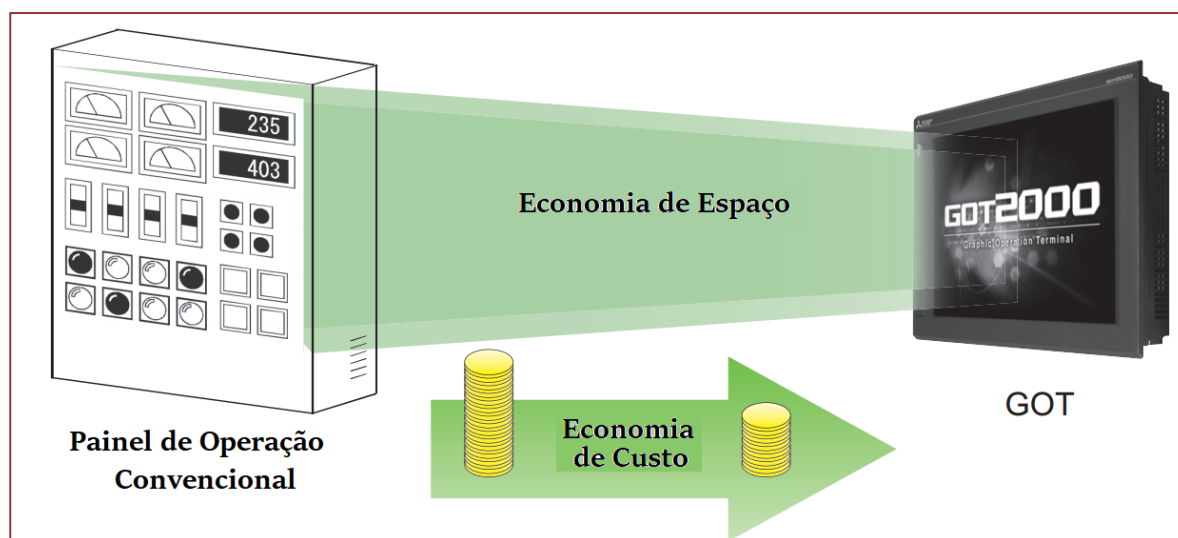 235
403
Economia de Espaço
GOT2000
Graphic Operation Terminal
GOT
Painel de Operação
Convencional
Economia
de Custo